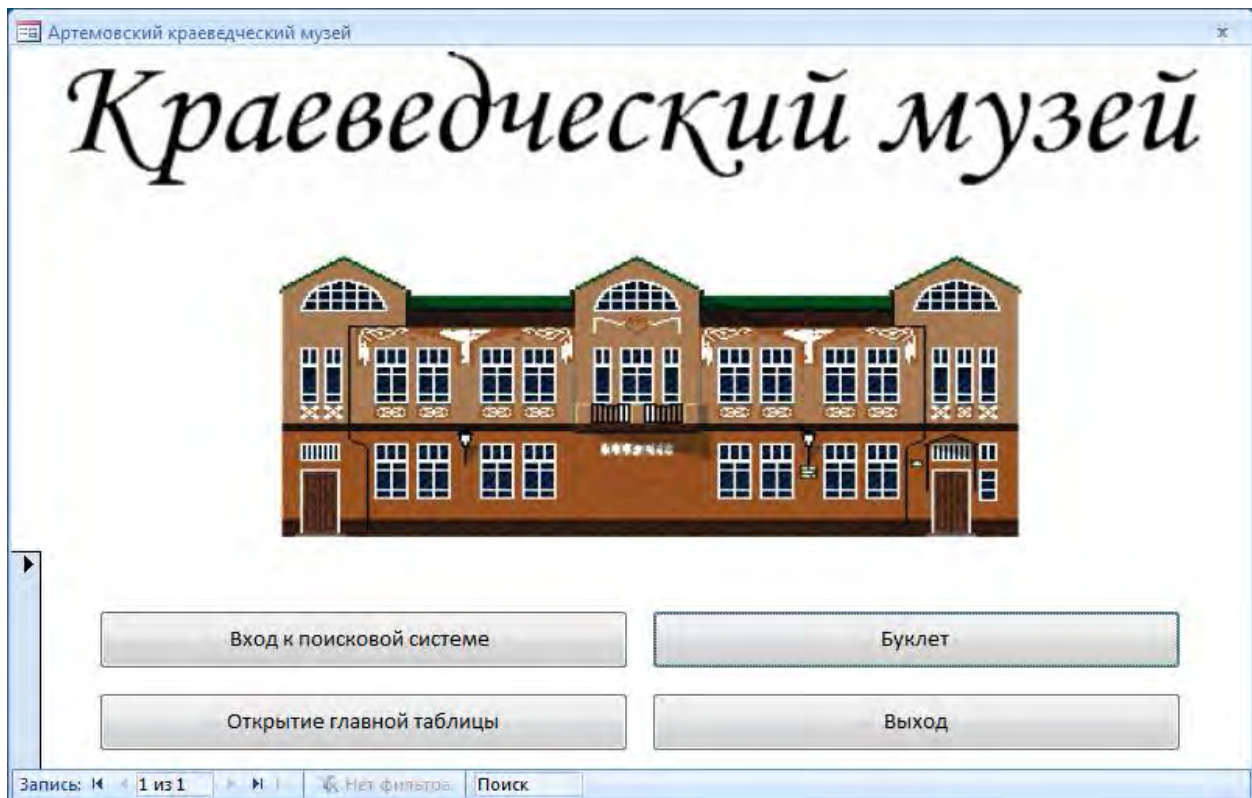 Артемовский краеведческий музей
Краеведческий музей
Вход к поисковой системе
Буклет
Открытие главной таблицы
Выход
Запись: 1 из 1 Нет фильтра Поиск